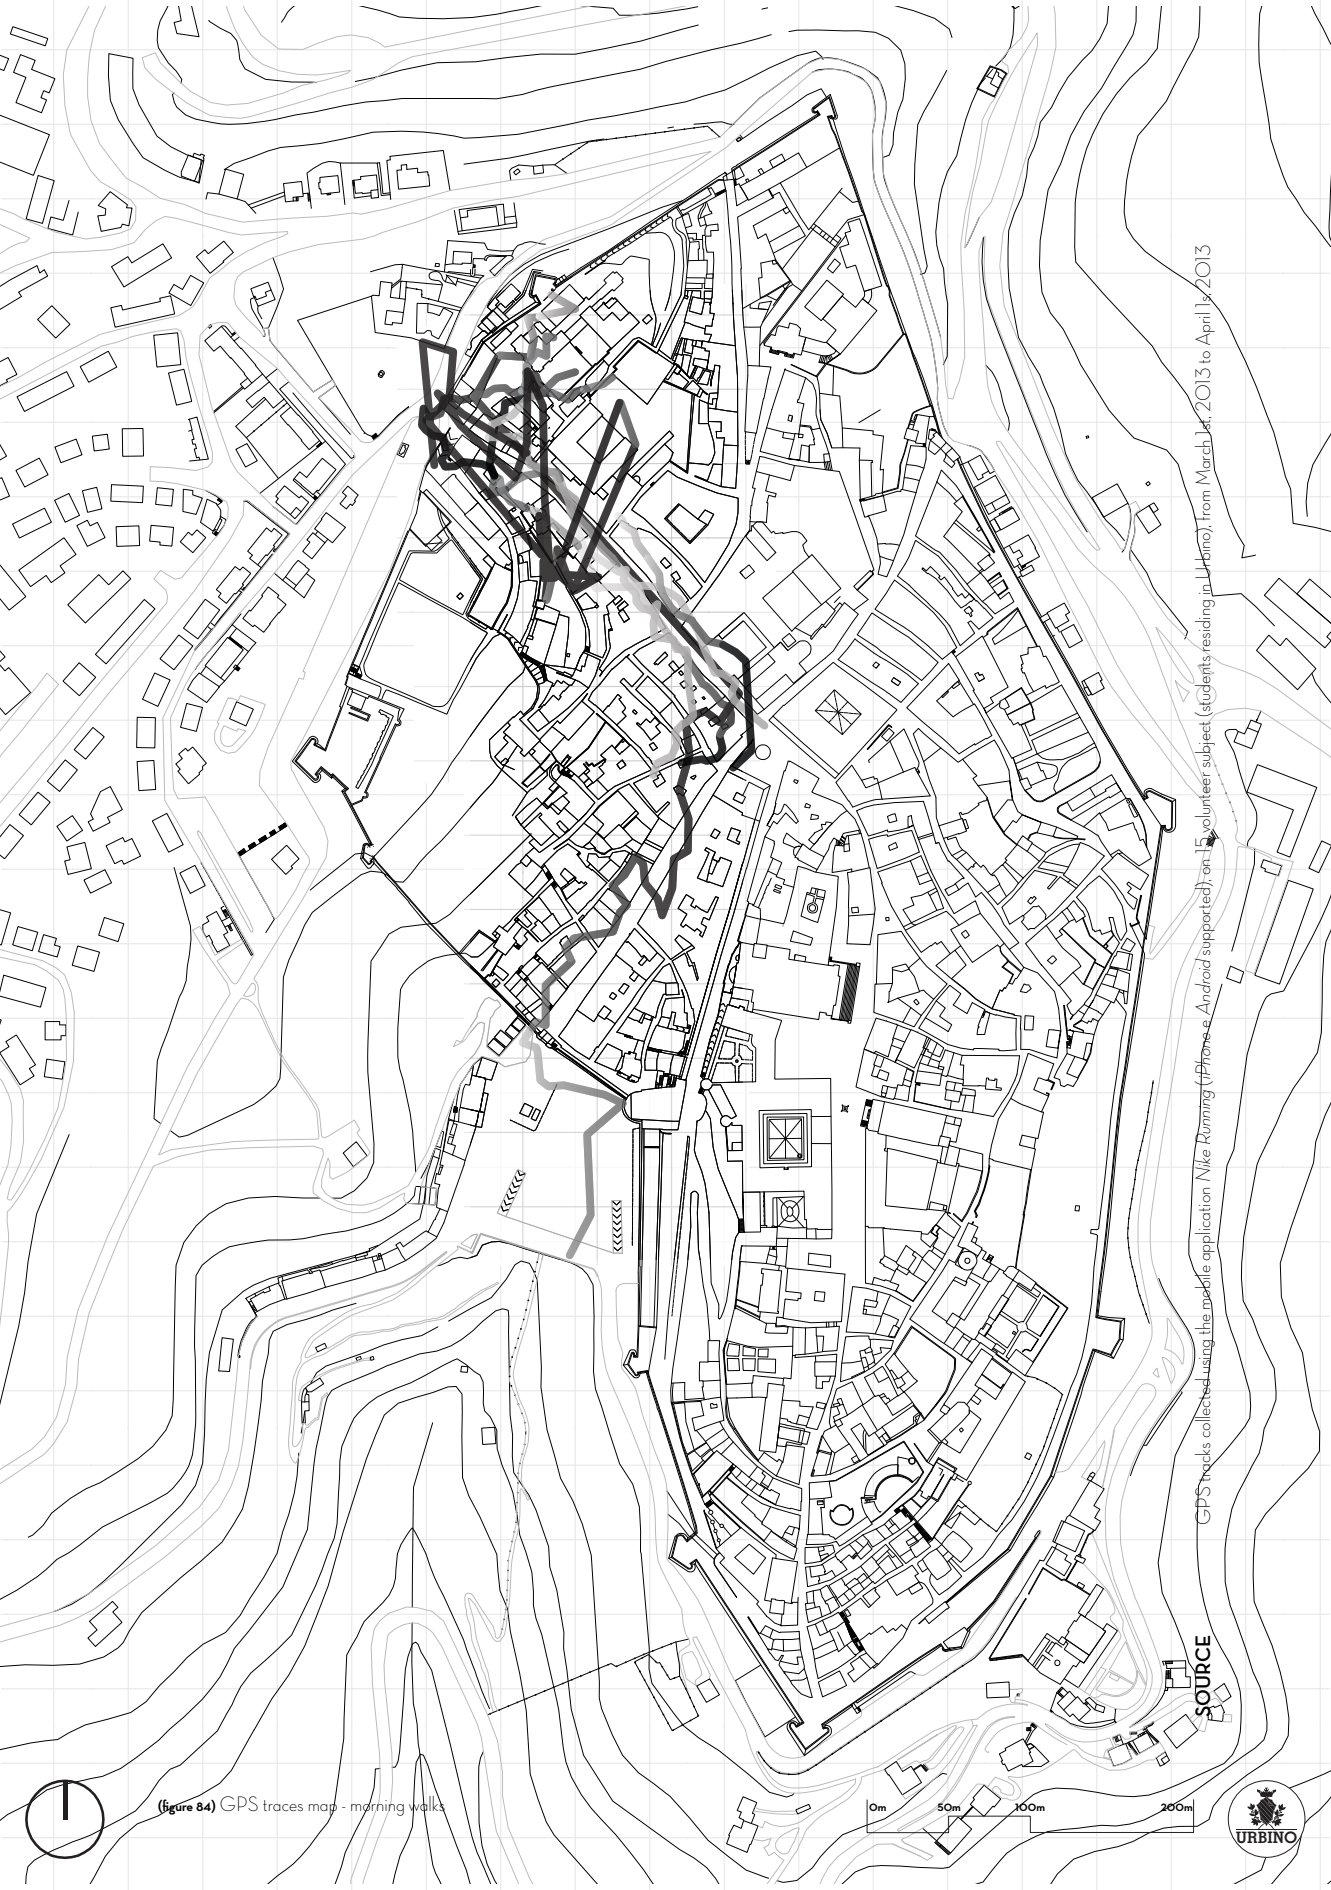 GPS tracks collected using the mobile application Nike Running (iPhone e Android supported), on 15 volunteer subject (students residing in Urbino), from March 1st, 2013 to April 1s 2013
SOURCE
(figure 84) GPS traces map - morning walks
0m 50m 100m 200m
URBINO